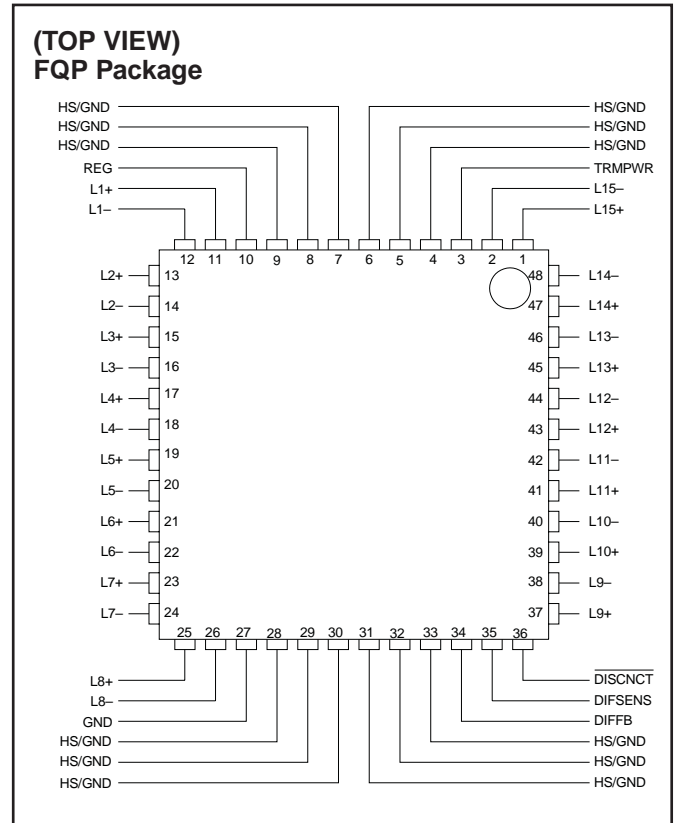 (TOP VIEW)
FQP Package
HS/GND
HS/GND
HS/GND
REG
L1+
L1–
HS/GND
HS/GND
HS/GND
TRMPWR
L15–
L15+
12 11 10 9 8 7 6 5 4 3 2 1
L2+ 13
L2– 14
L3+ 15
L3– 16
L4+ 17
L4– 18
L5+ 19
L5– 20
L6+ 21
L6– 22
L7+ 23
L7– 24
48 L14–
47 L14+
46 L13–
45 L13+
44 L12–
43 L12+
42 L11–
41 L11+
40 L10–
39 L10+
38 L9–
37 L9+
25 26 27 28 29 30 31 32 33 34 35 36
L8+
L8–
GND
HS/GND
HS/GND
HS/GND
DISCNCT
DIFSENS
DIFFB
HS/GND
HS/GND
HS/GND